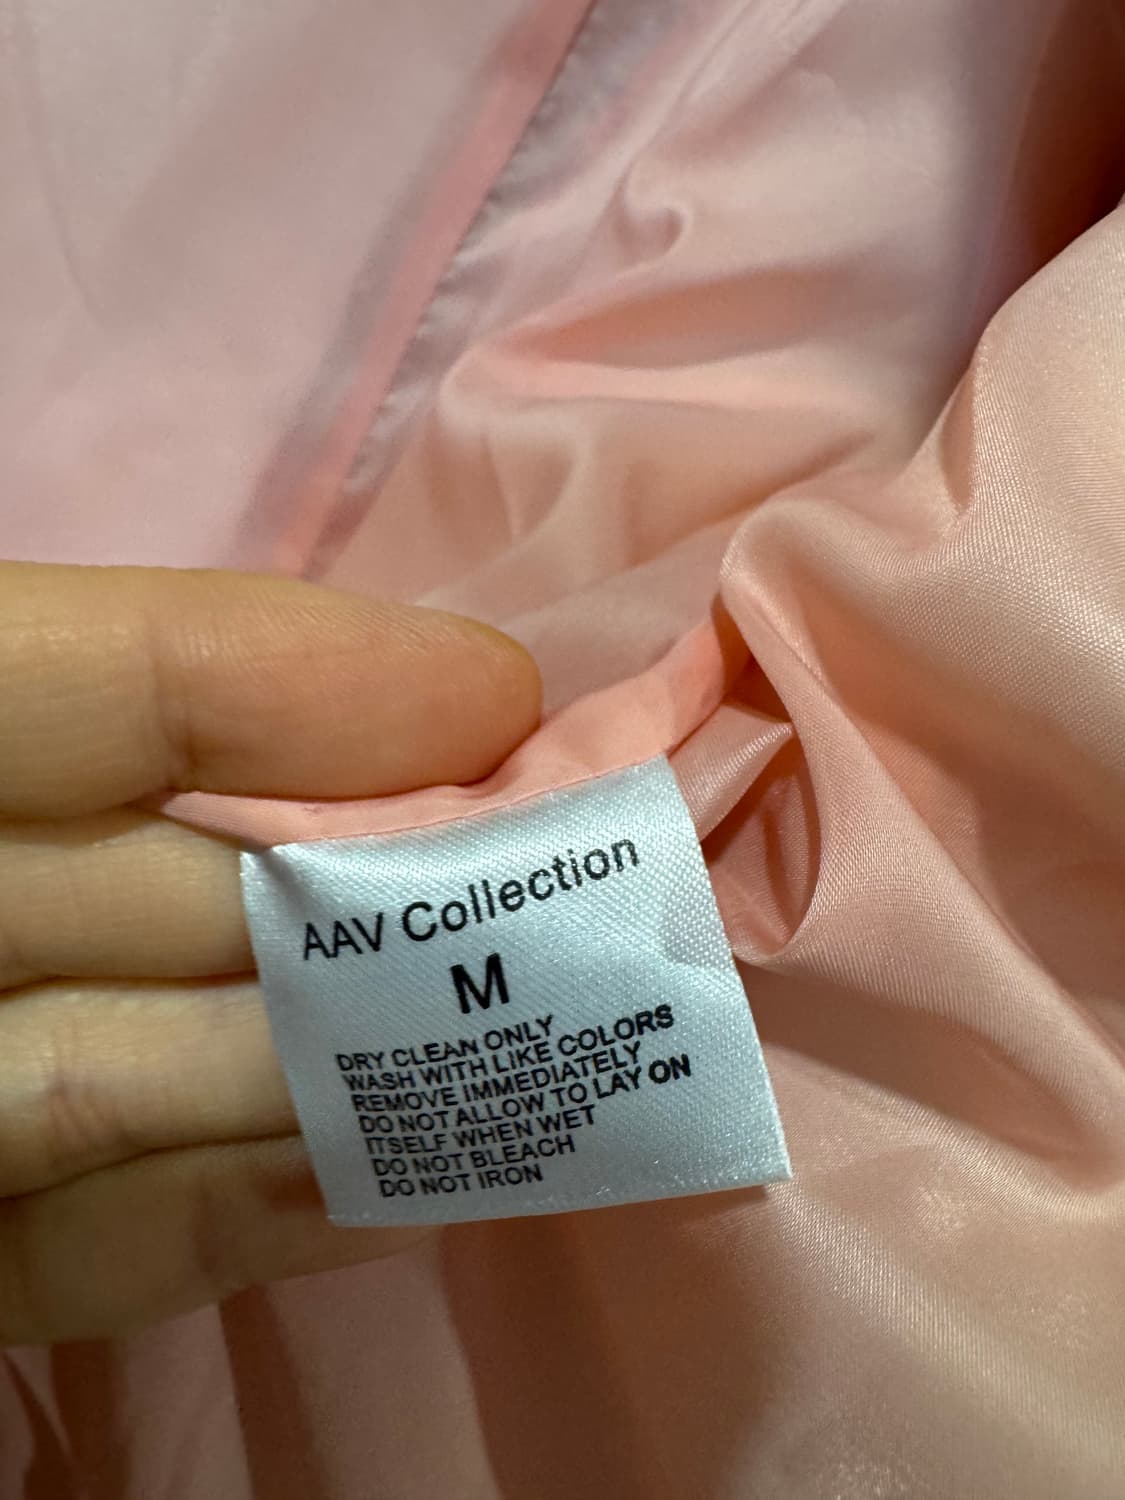 AAV Collection
M
DRY CLEAN ONLY
WASH WITH LIKE COLORS
REMOVE IMMEDIATELY
DO NOT ALLOW TO LAY ON
ITSELF WHEN WET
DO NOT BLEACH
DO NOT IRON